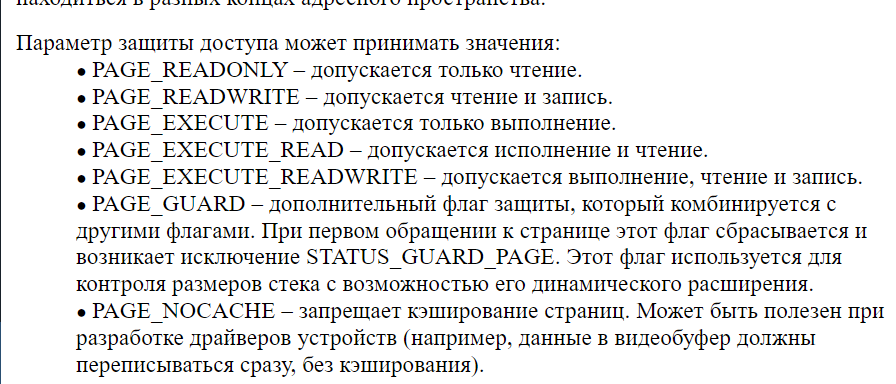 находиться в разных концах адресного пространства.
Параметр защиты доступа может принимать значения:
● PAGE_READONLY – допускается только чтение.
● PAGE_READWRITE – допускается чтение и запись.
● PAGE_EXECUTE – допускается только выполнение.
● PAGE_EXECUTE_READ – допускается исполнение и чтение.
● PAGE_EXECUTE_READWRITE – допускается выполнение, чтение и запись.
● PAGE_GUARD – дополнительный флаг защиты, который комбинируется с
другими флагами. При первом обращении к странице этот флаг сбрасывается и
возникает исключение STATUS_GUARD_PAGE. Этот флаг используется для
контроля размеров стека с возможностью его динамического расширения.
● PAGE_NOCACHE – запрещает кэширование страниц. Может быть полезен при
разработке драйверов устройств (например, данные в видеобуфер должны
переписываться сразу, без кэширования).